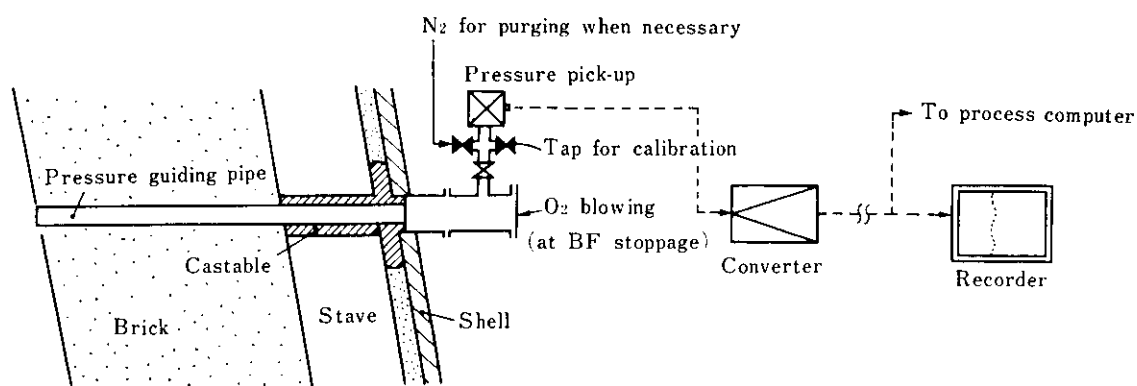 N2 for purging when necessary
Pressure pick-up
To process computer
Tap for calibration
Pressure guiding pipe
O2 blowing
(at BF stoppage)
Castable
Converter
Recorder
Stave
Shell
Brick